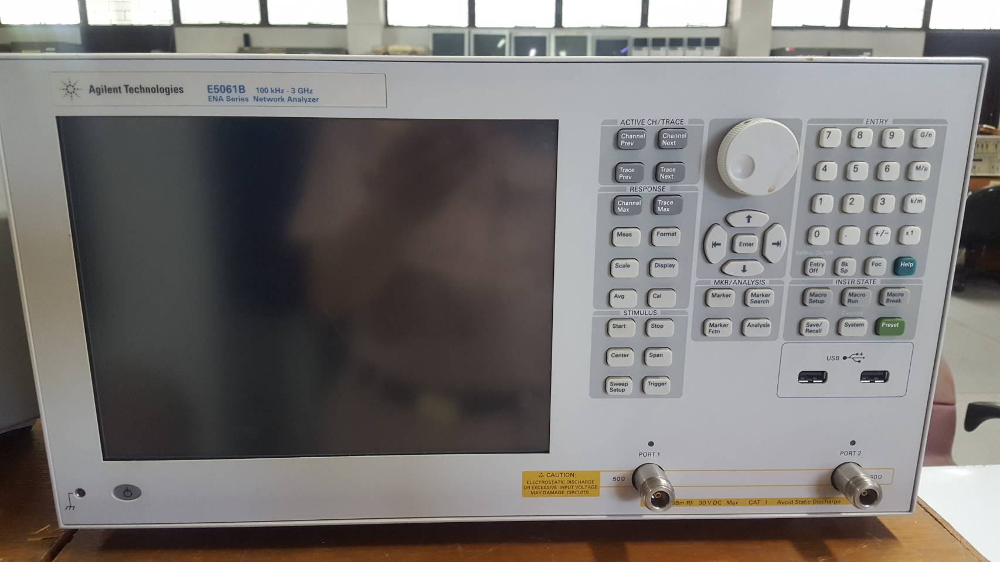 Agilent Technologies
E5061B 100 kHz - 3 GHz
ENA Series Network Analyzer
ACTIVE CH/TRACE
Channel
Prev
Channel
Next
Trace
Prev
Trace
Next
RESPONSE
Channel
Max
Trace
Max
Meas
Format
Scale
Display
Avg
Cal
STIMULUS
Start
Stop
Center
Span
Sweep
Setup
Trigger
Enter
MKR/ANALYSIS
Marker
Marker
Search
Marker
Fctn
Analysis
ENTRY
7
8
9
G/n
4
5
6
M/µ
1
2
3
k/m
0
.
+/−
x1
Softkey On/Off
Entry
Off
Bk
Sp
Foc
Help
INSTR STATE
Macro
Setup
Macro
Run
Macro
Break
Capture
Save/
Recall
System
Preset
USB
PORT 1
PORT 2
CAUTION:
ELECTROSTATIC DISCHARGE
OR EXCESSIVE INPUT VOLTAGE
MAY DAMAGE CIRCUITS
50Ω
50Ω
RF 30 V DC Max CAT I Avoid Static Discharge